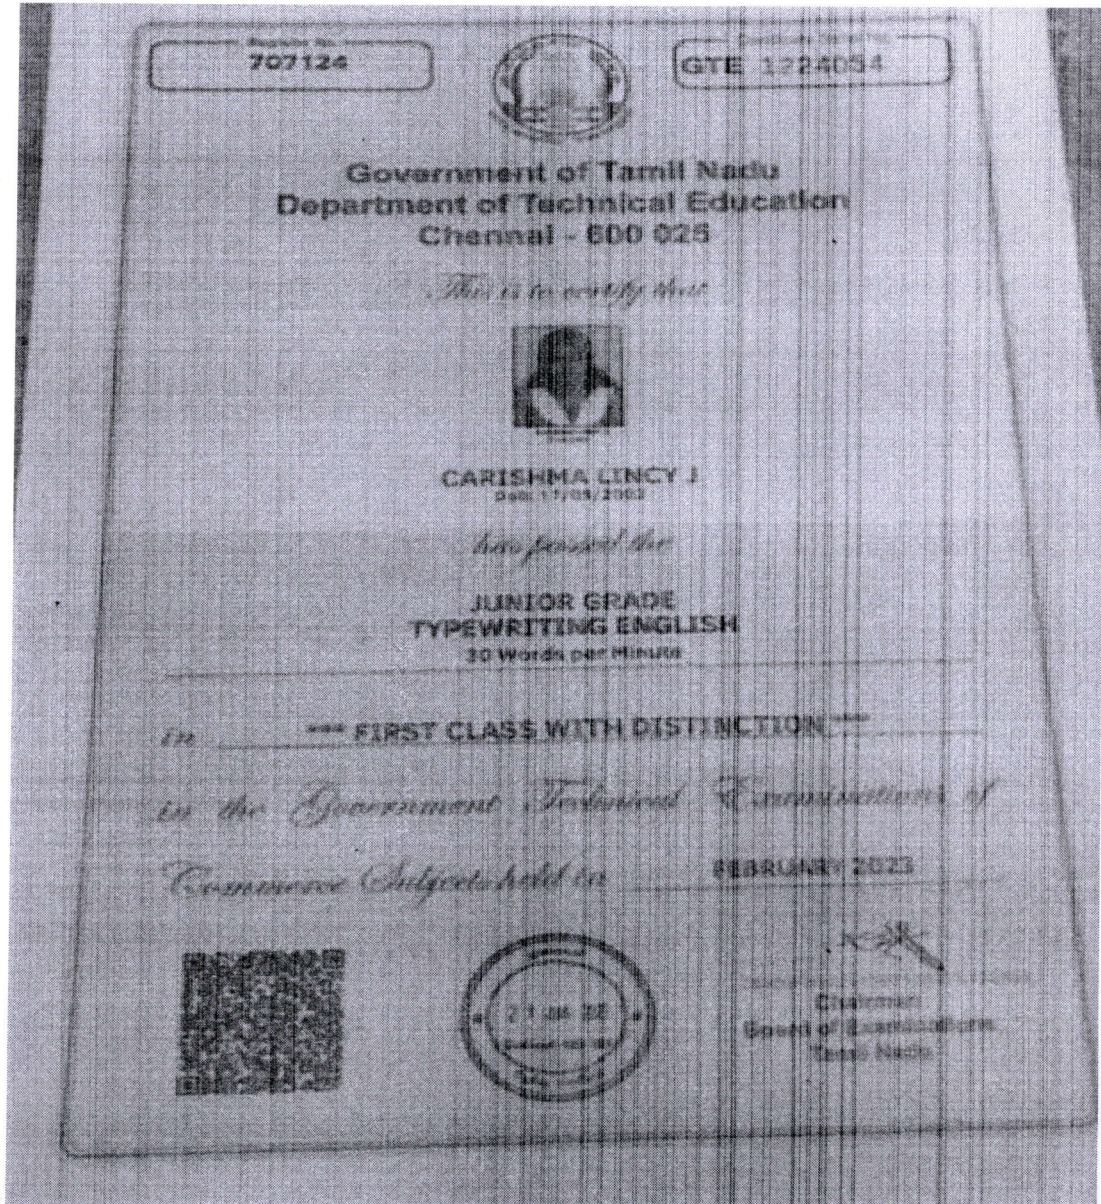 Register No.
707124
GTE 1224054
Government of Tamil Nadu
Department of Technical Education
Chennai - 600 025
This is to certify that
CARISHMA LINCY J
has passed the
JUNIOR GRADE
TYPEWRITING ENGLISH
30 Words per Minute
in *** FIRST CLASS WITH DISTINCTION ***
in the Government Technical Examinations of
Commerce Subjects held in FEBRUARY 2023
Chairman
Board of Examinations
Tamil Nadu